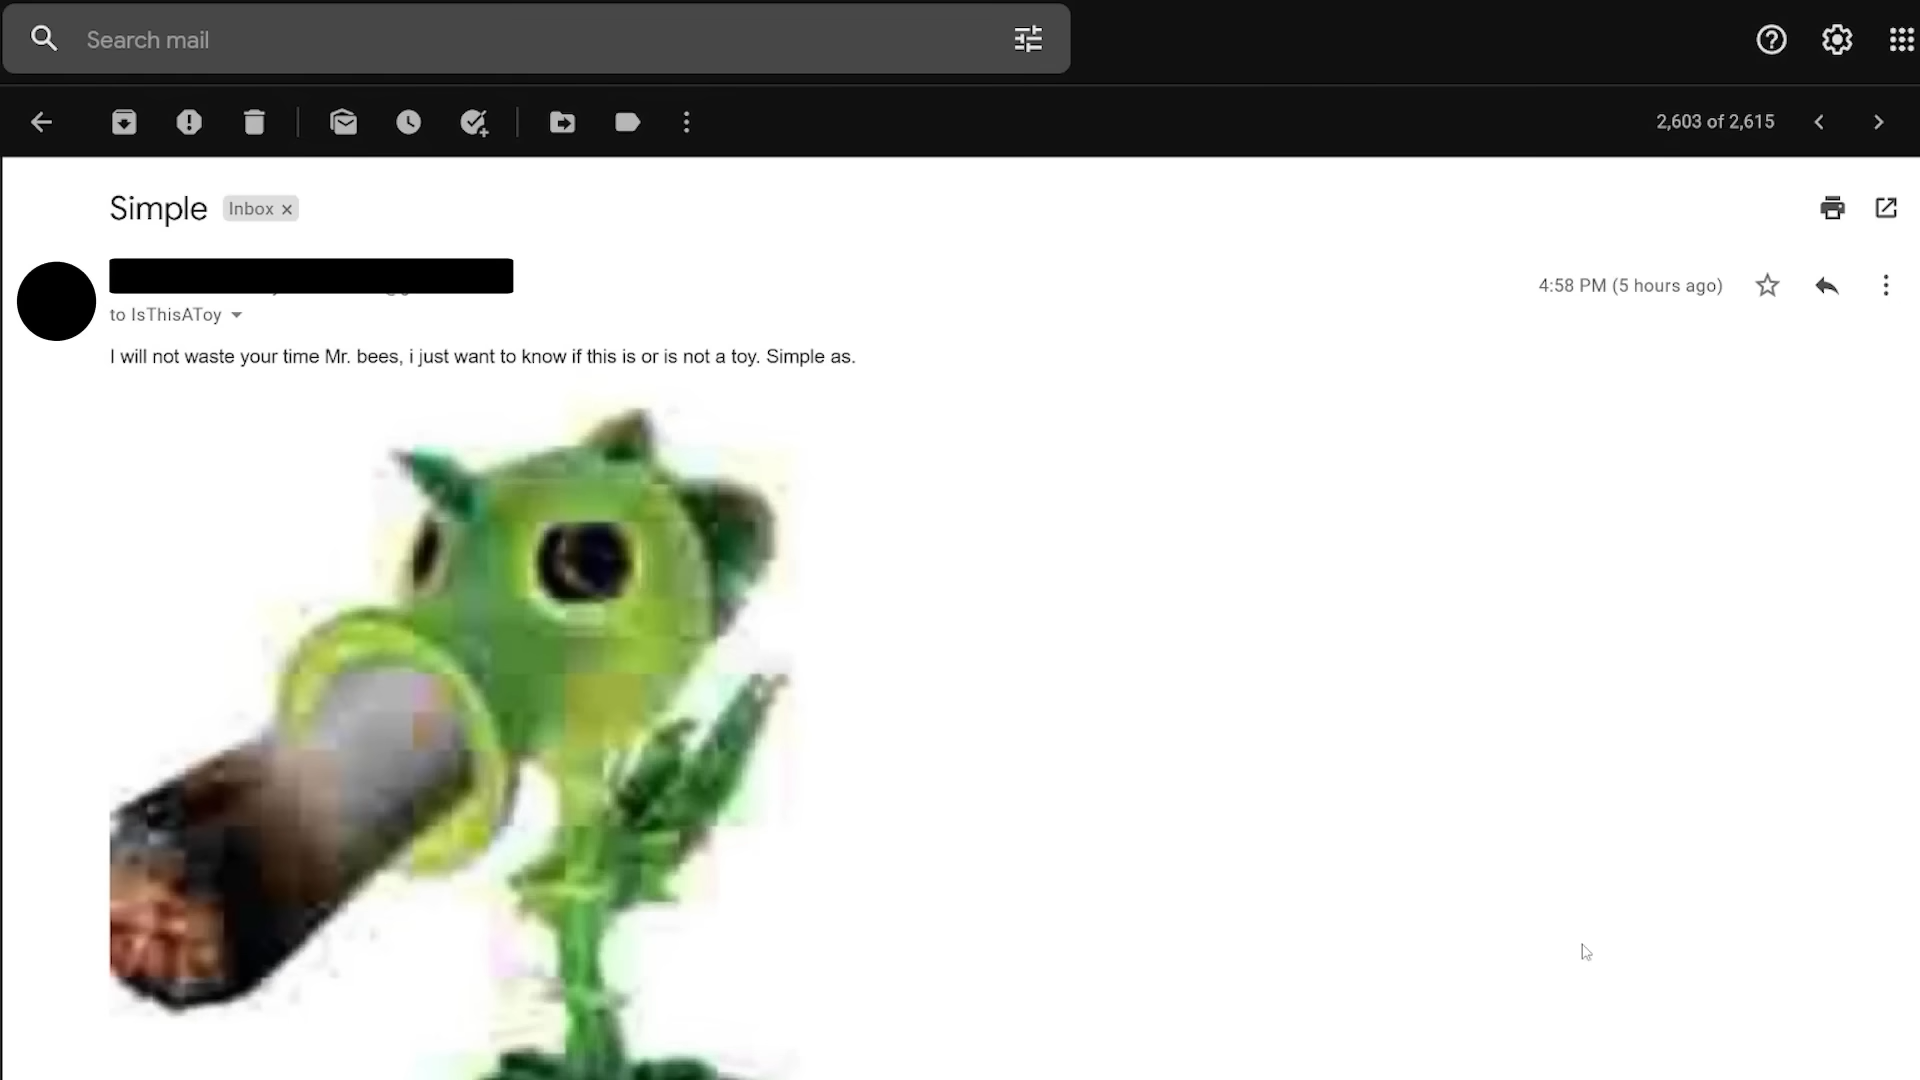 Search mail
2,603 of 2,615
Simple Inbox ×
4:58 PM (5 hours ago)
to IsThisAToy
I will not waste your time Mr. bees, i just want to know if this is or is not a toy. Simple as.